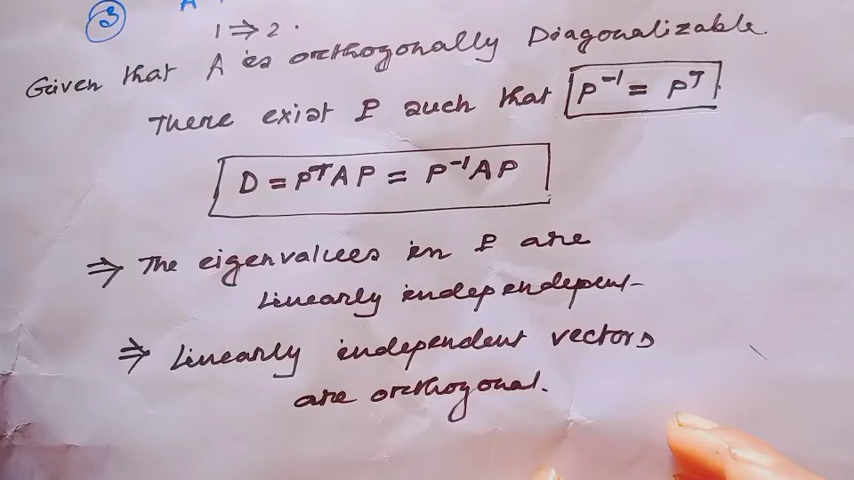 ③
1 ⇒ 2.
Given that A is orthogonally Diagonalizable.
There exist P such that P⁻¹ = Pᵀ
D = PᵀAP = P⁻¹AP
⇒ The eigenvalues in P are
Linearly independepent
⇒ Linearly independent vectors
are orthogonal.